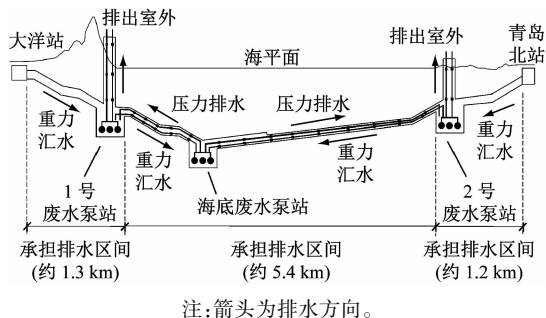 排出室外
排出室外
大洋站
青岛
北站
海平面
压力排水
压力排水
重力
汇水
重力
汇水
重力
汇水
重力
汇水
1号
废水泵站
海底废水泵站
2号
废水泵站
承担排水区间
(约 1.3 km)
承担排水区间
(约 5.4 km)
承担排水区间
(约 1.2 km)
注:箭头为排水方向。